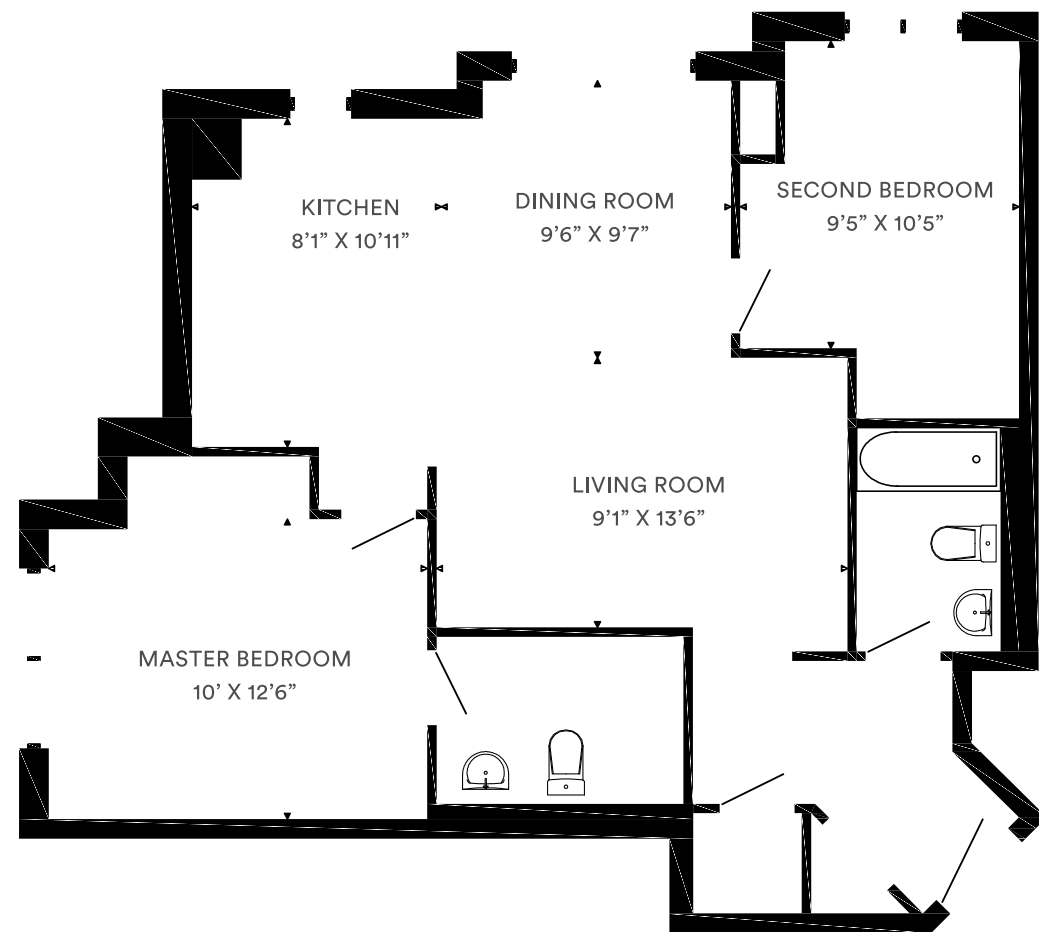 KITCHEN
8’1” X 10’11”
DINING ROOM
9’6” X 9’7”
SECOND BEDROOM
9’5” X 10’5”
LIVING ROOM
9’1” X 13’6”
MASTER BEDROOM
10’ X 12’6”